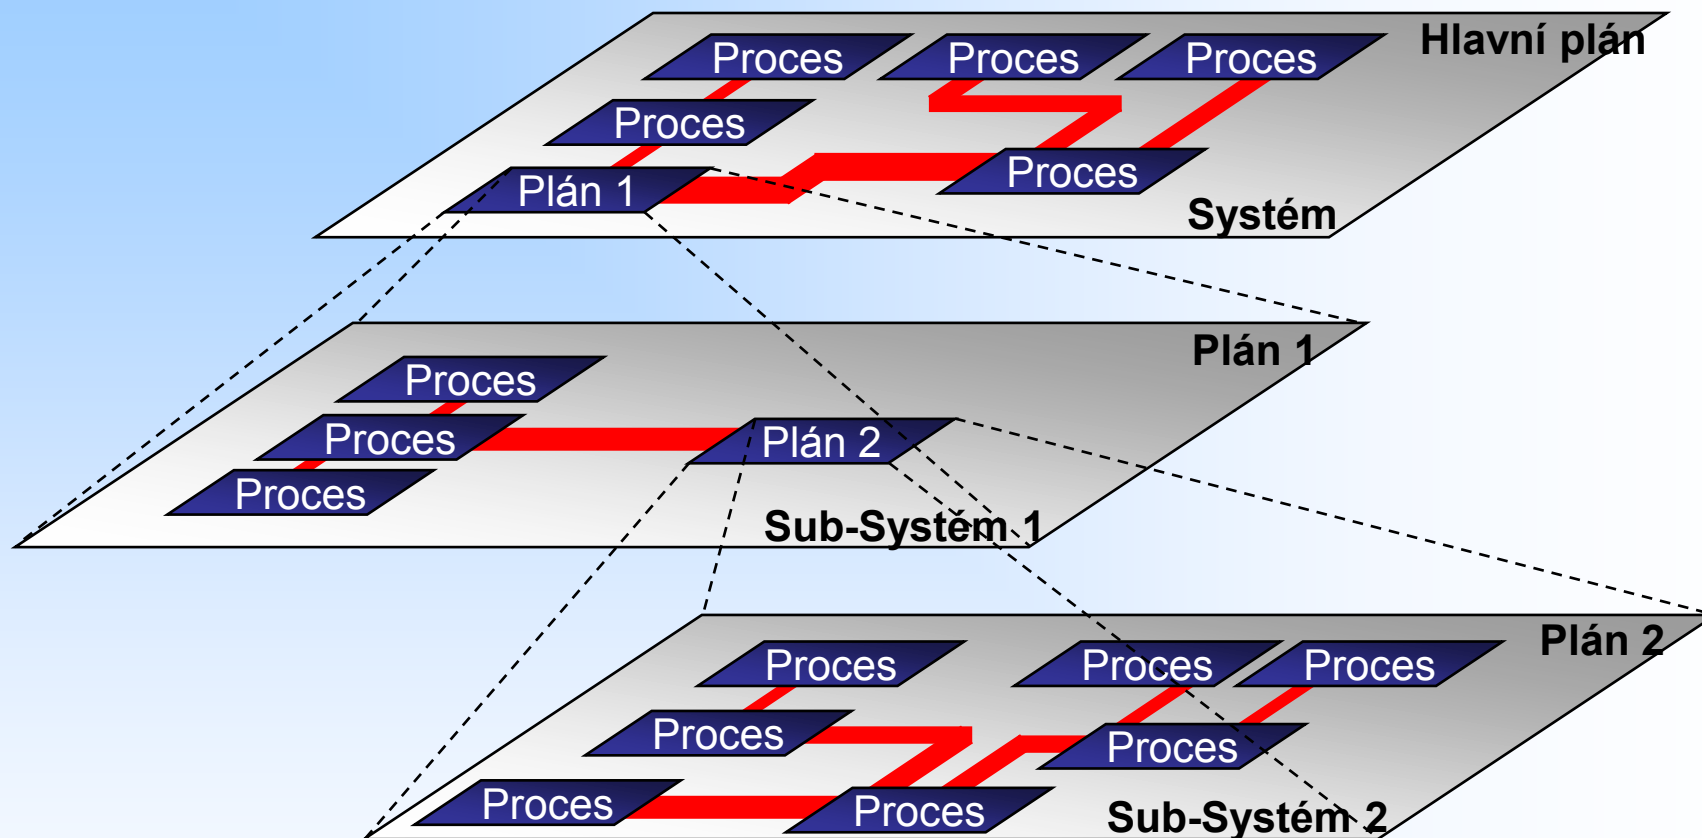 Hlavní plán
Proces
Proces
Proces
Proces
Proces
Plán 1
Systém
Plán 1
Proces
Proces
Plán 2
Proces
Sub-Systém 1
Plán 2
Proces
Proces
Proces
Proces
Proces
Proces
Proces
Sub-Systém 2